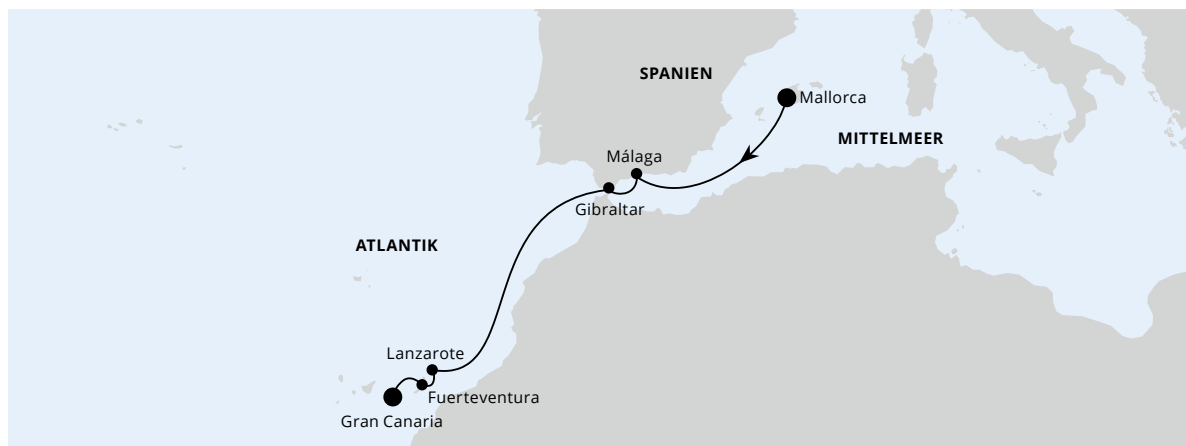 SPANIEN
Mallorca
MITTELMEER
Málaga
Gibraltar
ATLANTIK
Lanzarote
Fuerteventura
Gran Canaria